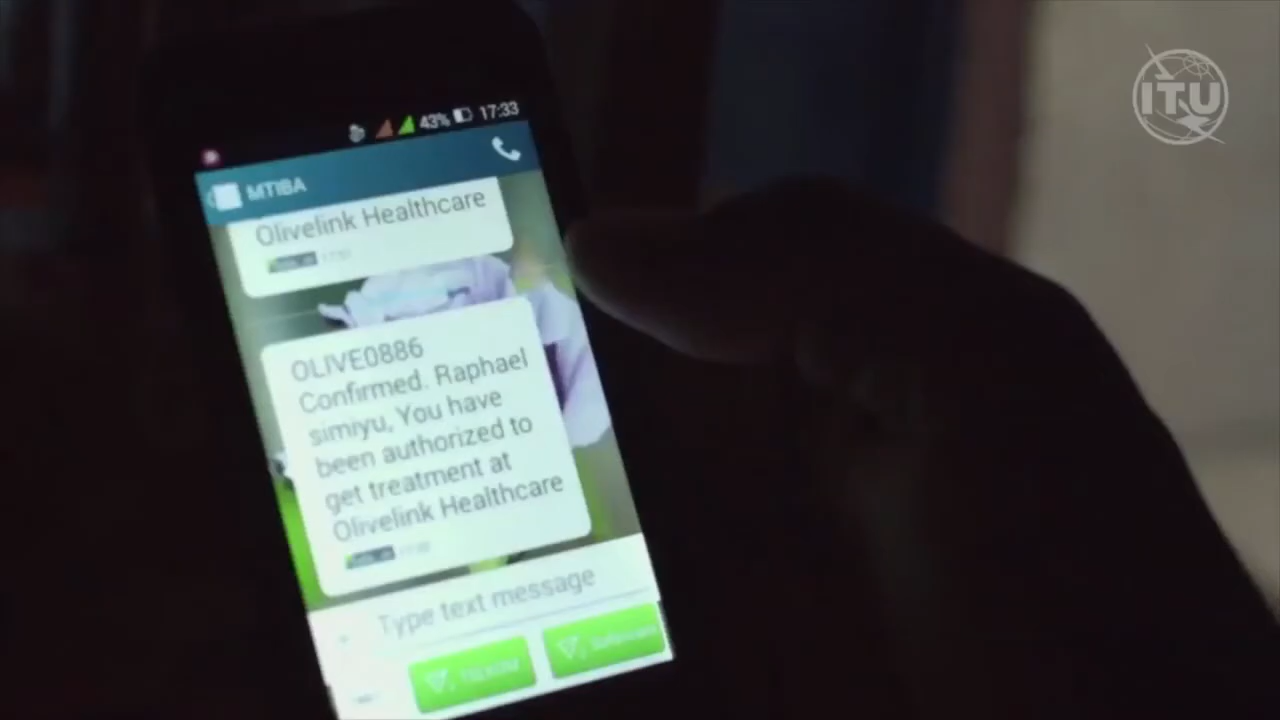 ITU
43% 17:33
MTIBA
Olivelink Healthcare
OLIVE0886
Confirmed. Raphael
simiyu, You have
been authorized to
get treatment at
Olivelink Healthcare
Type text message